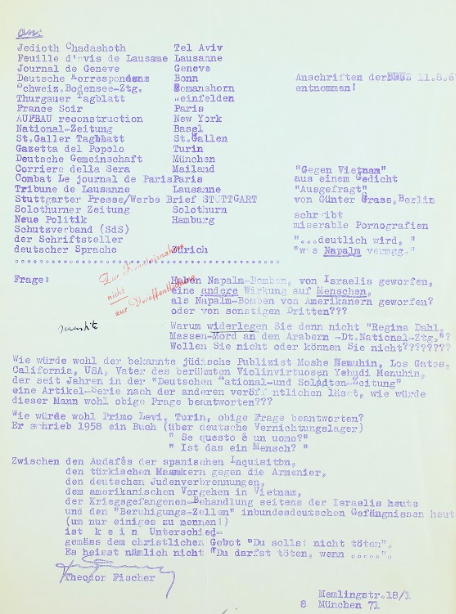 an:
Jedioth Chadashoth Tel Aviv
Feuille d'avis de Lausanne Lausanne
Journal de Geneve Geneve
Deutsche Korrespondenz Bonn Anschriften der 11.8.6
Schweiz.Bodensee-Ztg. Romanshorn entnommen!
Thurgauer Tagblatt Weinfelden
France Soir Paris
AUFBAU reconstruction New York
National-Zeitung Basel
St.Galler Tagblatt St.Gallen
Gazetta del Popolo Turin
Deutsche Gemeinschaft München
Corriere della Sera Mailand "Gegen Vietnam"
Combat Le journal de ParisParis aus einem Gedicht
Tribune de Lausanne Lausanne "Ausgefragt"
Stuttgarter Presse/Werbe Brief STUTTGART von Günter Grass,Berlin
Solothurner Zeitung Solothurn schreibt
Neue Politik Hamburg miserable Pornografien
Schutzverband (SdS)
der Schriftsteller "...deutlich wird,
deutscher Sprache Zürich "was Napalm vermag."
Zur Kenntnisnahme
nicht
zur Veröffentlichung
Frage: Haben Napalm-Bomben, von Israelis geworfen,
eine andere Wirkung auf Menschen,
als Napalm-Bomben von Amerikanern geworfen?
oder von sonstigen Dritten???
Warum widerlegen Sie denn nicht "Regina Dahl,
Massen-Mord an den Arabern -Dt.National-Ztg."?
Wollen Sie nicht oder können Sie nicht????????
Wie würde wohl der bekannte jüdische Publizist Moshe Menuhin, Los Gatos,
California, USA, Vater des berühmten Violinvirtuosen Yehudi Menuhin,
der seit Jahren in der "Deutschen National-und Soldaten-Zeitung"
eine Artikel-Serie nach der anderen veröffentlichen lässt, wie würde
dieser Mann wohl obige Frage beantworten???
Wie würde wohl Primo Levi, Turin, obige Frage beantworten?
Er schrieb 1958 ein Buch (über deutsche Vernichtungslager)
" Se questo è un uomo?"
" Ist das ein Mensch? "
Zwischen den Audafés der spanischen Inquisitbn,
den türkischen Massakern gegen die Armenier,
den deutschen Judenverbrennungen,
dem amerikanischen Vorgehen in Vietnam,
der Kriegsgefangenen-Behandlung seitens der Israelis heute
und den "Beruhigungs-Zellen" inbundesdeutschen Gefängnissen heut
(um nur einiges zu nennen!)
ist k e i n Unterschied-
gemäss dem christlichen Gebot "Du sollst nicht töten".
Es heisst nämlich nicht "Du darfst töten, wenn .....".
Theodor Fischer
Memlingstr.18/I
8 München 71